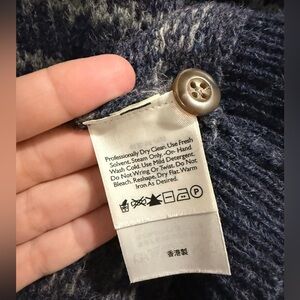 Professionally Dry Clean. Use Fresh
Solvent. Steam Only. -Or- Hand
Wash Cold. Use Mild Detergent.
Do Not Wring Or Twist. Do Not
Bleach. Reshape, Dry Flat. Warm
Iron As Desired.
P
香港製